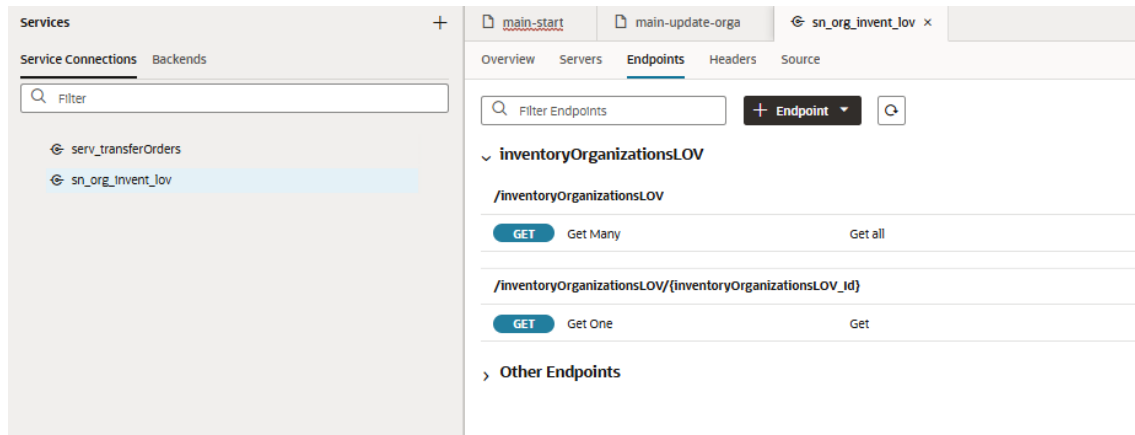 Services
Service Connections Backends
Filter
serv_transferOrders
sn_org_invent_lov
main-start main-update-orga sn_org_invent_lov
Overview Servers Endpoints Headers Source
Filter Endpoints + Endpoint
inventoryOrganizationsLOV
/inventoryOrganizationsLOV
GET Get Many Get all
/inventoryOrganizationsLOV/{inventoryOrganizationsLOV_Id}
GET Get One Get
Other Endpoints